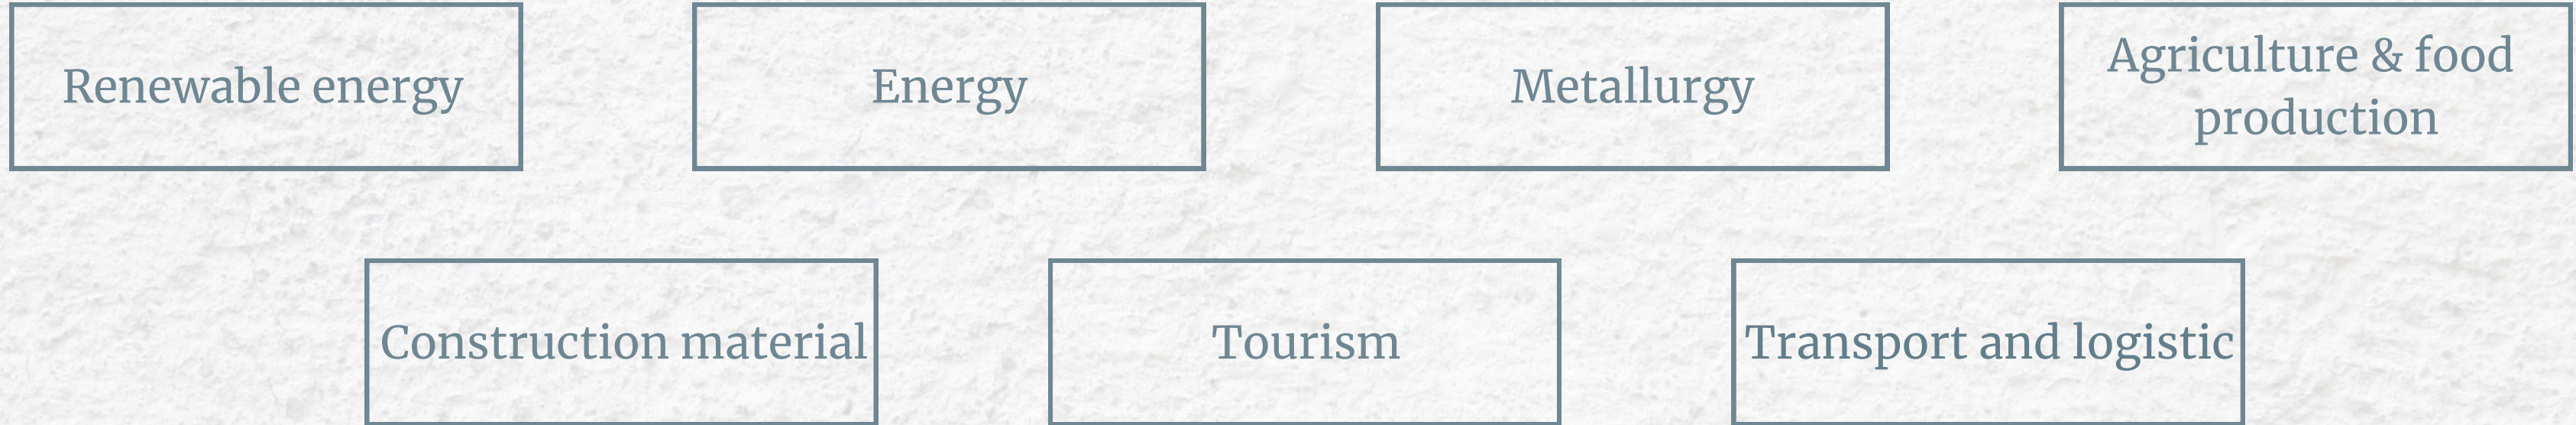 Renewable energy
Energy
Metallurgy
Agriculture & food
production
Construction material
Tourism
Transport and logistic